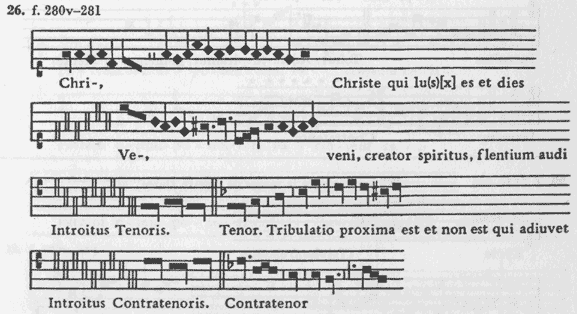 26. f. 280v–281
Chri-, Christe qui lu(s)[x] es et dies
Ve-, veni, creator spiritus, flentium audi
Introitus Tenoris. Tenor. Tribulatio proxima est et non est qui adiuvet
Introitus Contratenoris. Contratenor